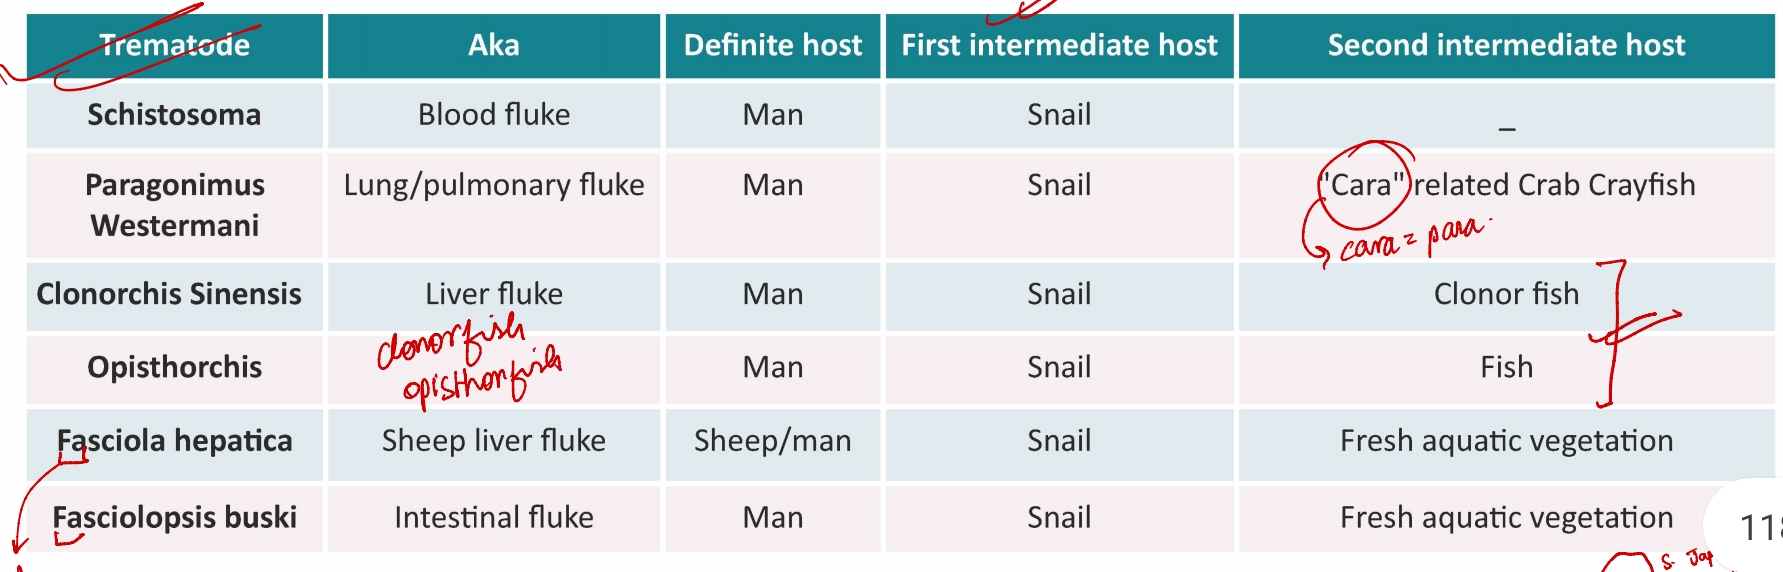 Trematode Aka Definite host First intermediate host Second intermediate host
Schistosoma Blood fluke Man Snail –
Paragonimus Westermani Lung/pulmonary fluke Man Snail "Cara" related Crab Crayfish
cara = para
Clonorchis Sinensis Liver fluke Man Snail Clonor fish
clonorfish
opisthorfish
Opisthorchis Man Snail Fish
Fasciola hepatica Sheep liver fluke Sheep/man Snail Fresh aquatic vegetation
Fasciolopsis buski Intestinal fluke Man Snail Fresh aquatic vegetation
118
S. Jap